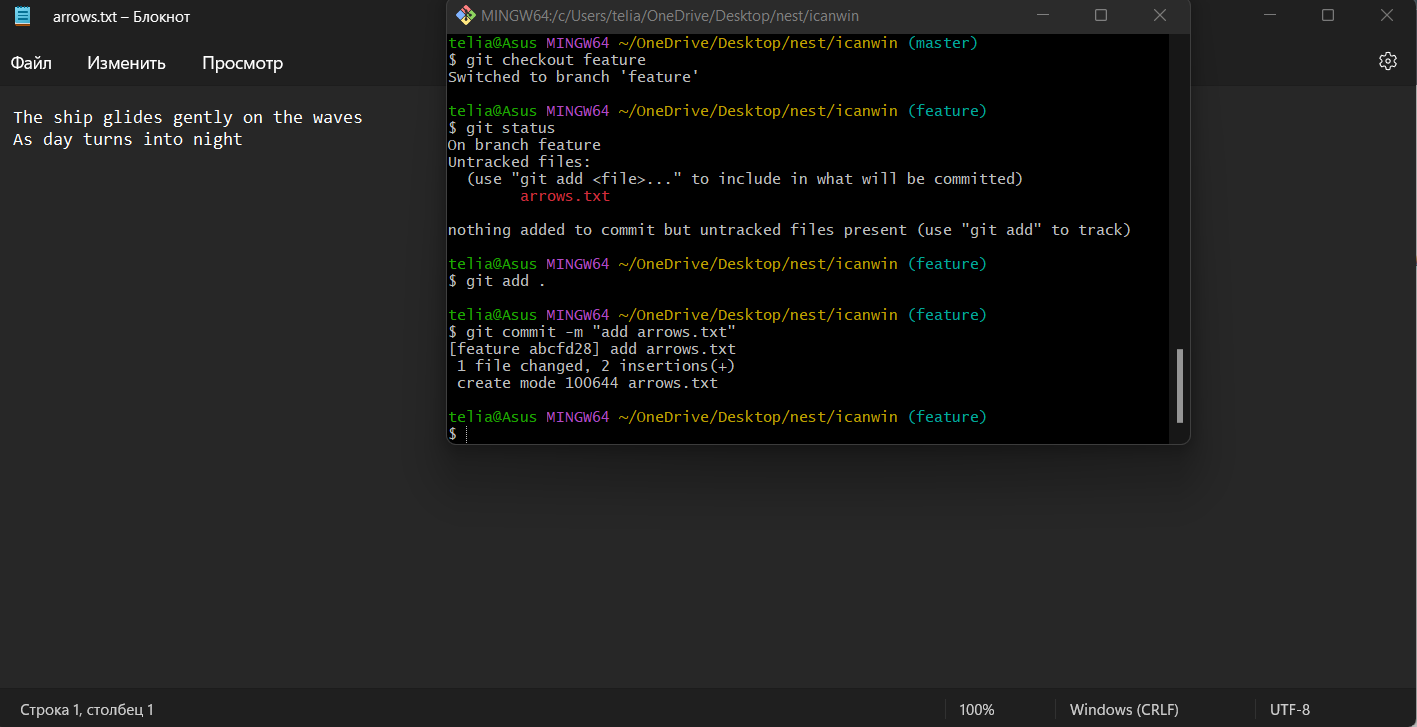 arrows.txt – Блокнот
Файл Изменить Просмотр
The ship glides gently on the waves
As day turns into night
MINGW64:/c/Users/telia/OneDrive/Desktop/nest/icanwin
telia@Asus MINGW64 ~/OneDrive/Desktop/nest/icanwin (master)
$ git checkout feature
Switched to branch 'feature'
telia@Asus MINGW64 ~/OneDrive/Desktop/nest/icanwin (feature)
$ git status
On branch feature
Untracked files:
(use "git add <file>..." to include in what will be committed)
arrows.txt
nothing added to commit but untracked files present (use "git add" to track)
telia@Asus MINGW64 ~/OneDrive/Desktop/nest/icanwin (feature)
$ git add .
telia@Asus MINGW64 ~/OneDrive/Desktop/nest/icanwin (feature)
$ git commit -m "add arrows.txt"
[feature abcfd28] add arrows.txt
1 file changed, 2 insertions(+)
create mode 100644 arrows.txt
telia@Asus MINGW64 ~/OneDrive/Desktop/nest/icanwin (feature)
$
Строка 1, столбец 1 100% Windows (CRLF) UTF-8